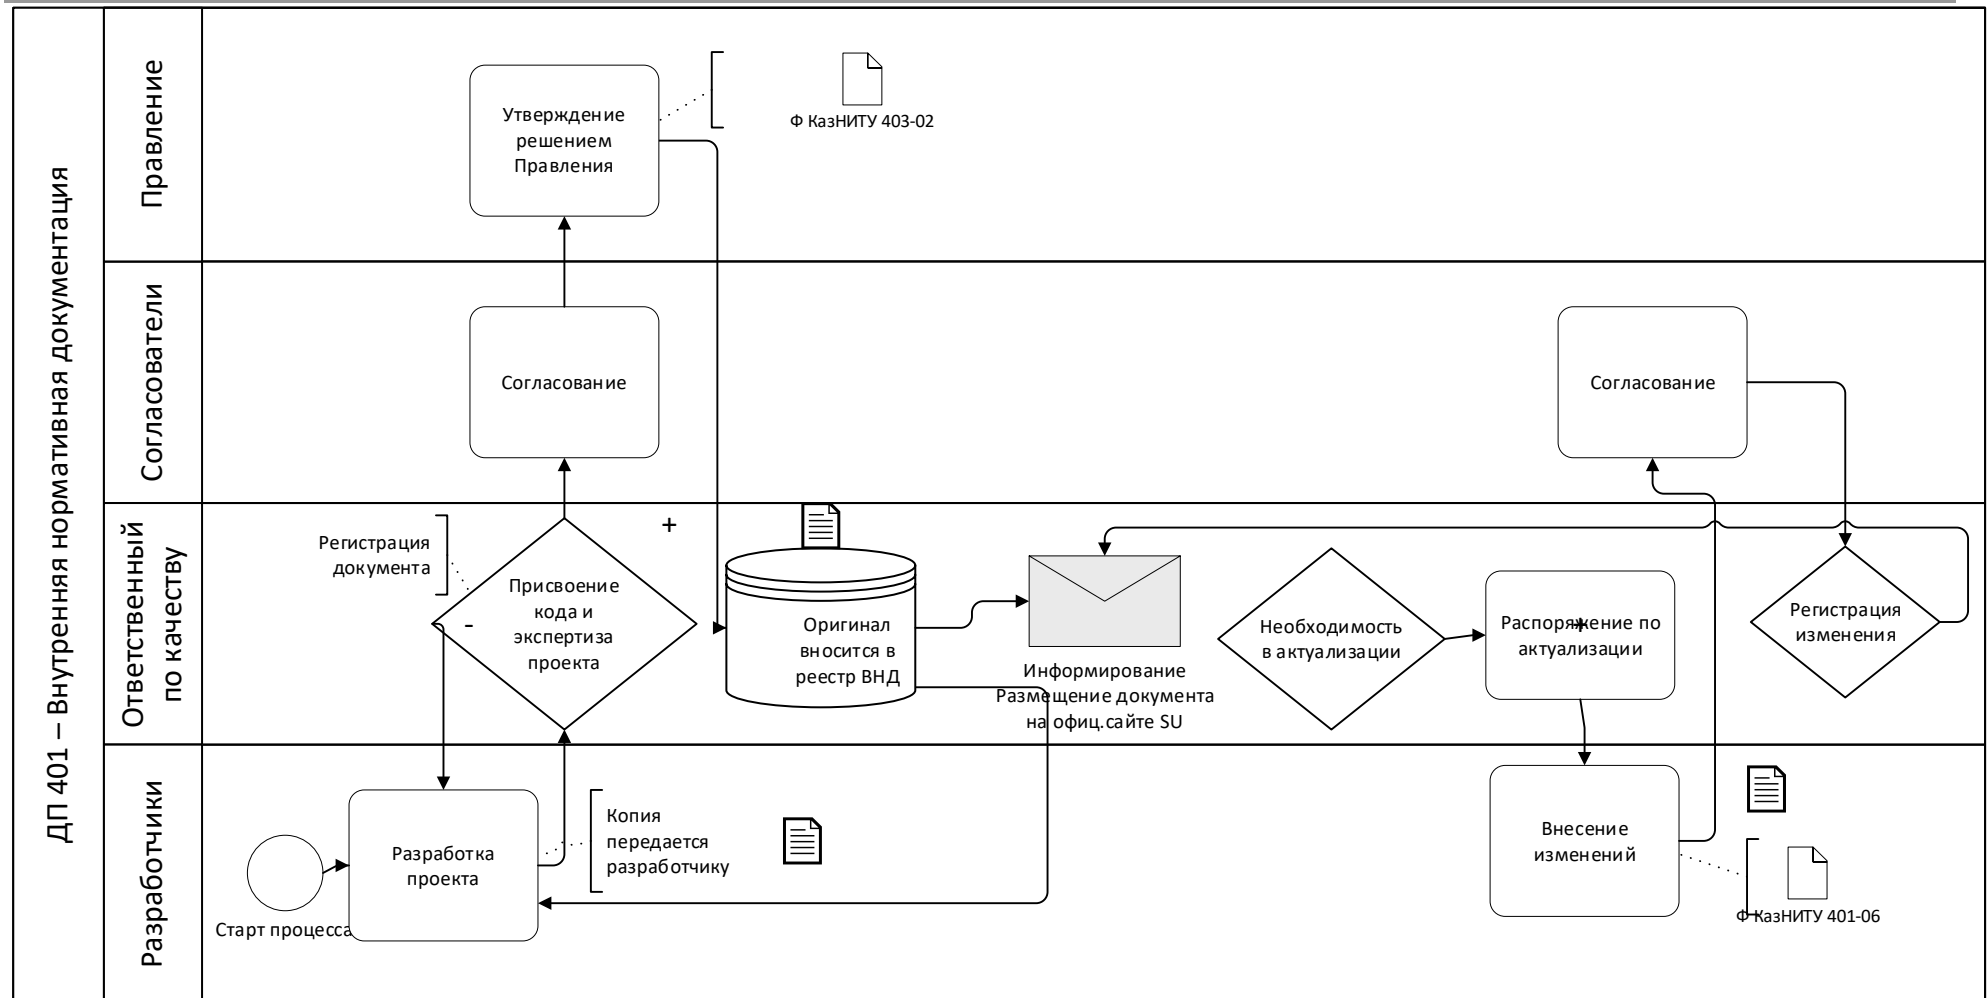 ДП 401 – Внутренняя нормативная документация
Правление
Утверждение
решением
Правления
Ф КазНИТУ 403-02
Согласователи
Согласование
Согласование
Ответственный
по качеству
Регистрация
документа
+
-
Присвоение
кода и
экспертиза
проекта
Оригинал
вносится в
реестр ВНД
Информирование
Размещение документа
на офиц.сайте SU
Необходимость
в актуализации
Распоряжение по
актуализации
+
Регистрация
изменения
Разработчики
Старт процесса
Разработка
проекта
Копия
передается
разработчику
Внесение
изменений
Ф КазНИТУ 401-06